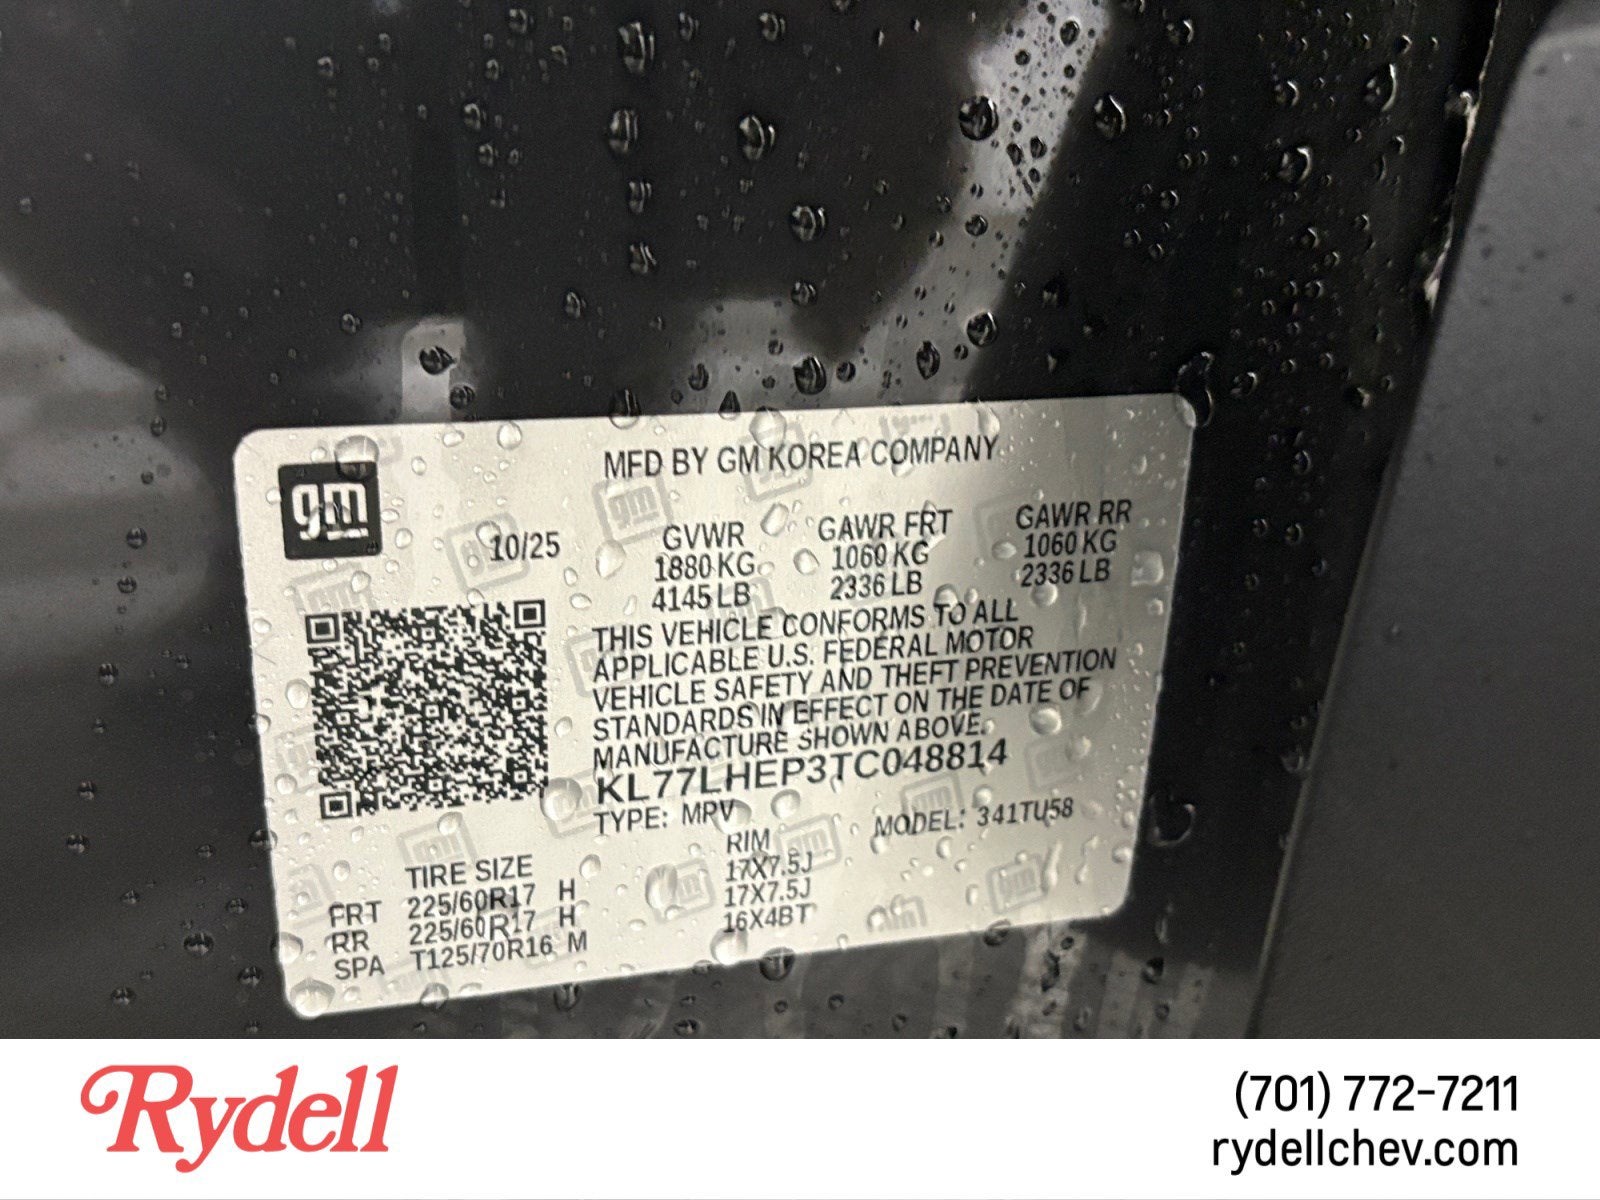 gm
MFD BY GM KOREA COMPANY
10/25
GVWR GAWR FRT GAWR RR
1880 KG 1060 KG 1060 KG
4145 LB 2336 LB 2336 LB
THIS VEHICLE CONFORMS TO ALL
APPLICABLE U.S. FEDERAL MOTOR
VEHICLE SAFETY AND THEFT PREVENTION
STANDARDS IN EFFECT ON THE DATE OF
MANUFACTURE SHOWN ABOVE.
KL77LHEP3TC048814
TYPE: MPV MODEL: 341TU58
TIRE SIZE RIM
FRT 225/60R17 H 17X7.5J
RR 225/60R17 H 17X7.5J
SPA T125/70R16 M 16X4BT
Rydell
(701) 772-7211
rydellchev.com